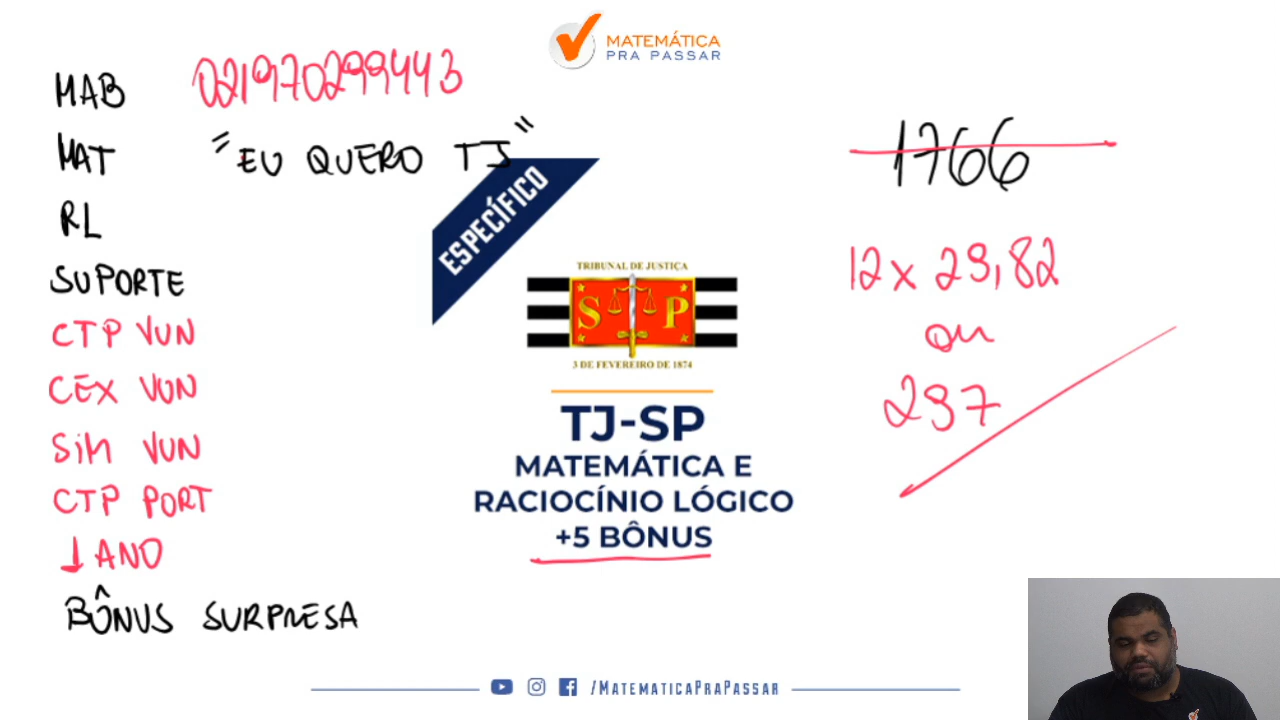 MATEMÁTICA
PRA PASSAR
MAB 021970299443
MAT "EU QUERO TJ"
RL
SUPORTE
CTP VUN
CEX VUN
SIM VUN
CTP PORT
1 ANO
BÔNUS SURPRESA
ESPECÍFICO
TRIBUNAL DE JUSTIÇA
S P
3 DE FEVEREIRO DE 1874
TJ-SP
MATEMÁTICA E
RACIOCÍNIO LÓGICO
+5 BÔNUS
1766
12 x 29,82
ou
297
/MATEMATICAPRAPASSAR